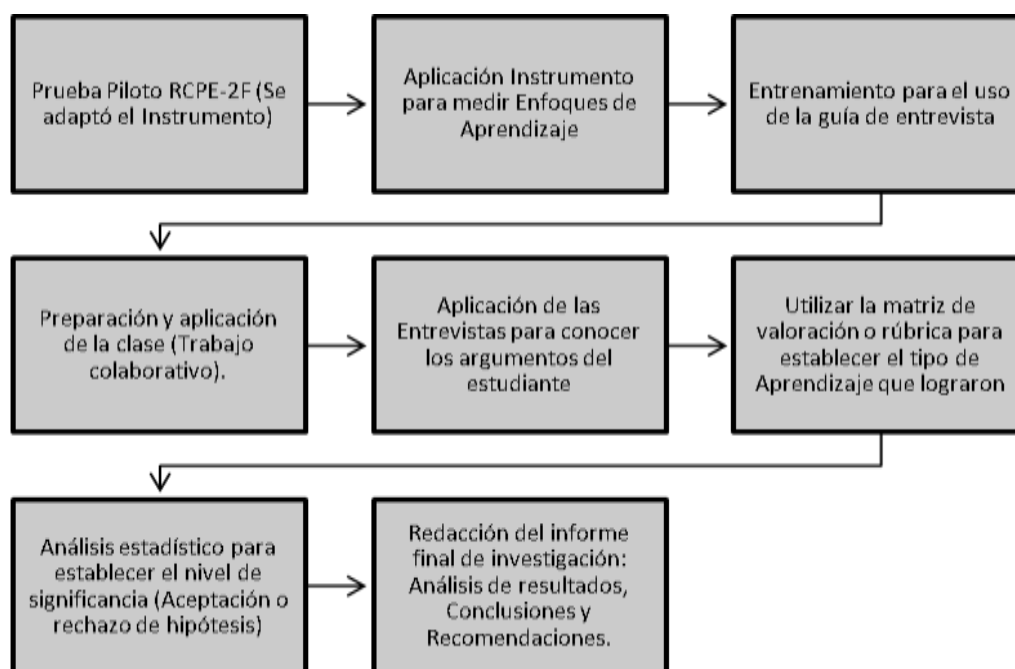 Prueba Piloto RCPE-2F (Se
adaptó el Instrumento)
Aplicación Instrumento
para medir Enfoques de
Aprendizaje
Entrenamiento para el uso
de la guía de entrevista
Preparación y aplicación
de la clase (Trabajo
colaborativo).
Aplicación de las
Entrevistas para conocer
los argumentos del
estudiante
Utilizar la matriz de
valoración o rúbrica para
establecer el tipo de
Aprendizaje que lograron
Análisis estadístico para
establecer el nivel de
significancia (Aceptación o
rechazo de hipótesis)
Redacción del informe
final de investigación:
Análisis de resultados,
Conclusiones y
Recomendaciones.